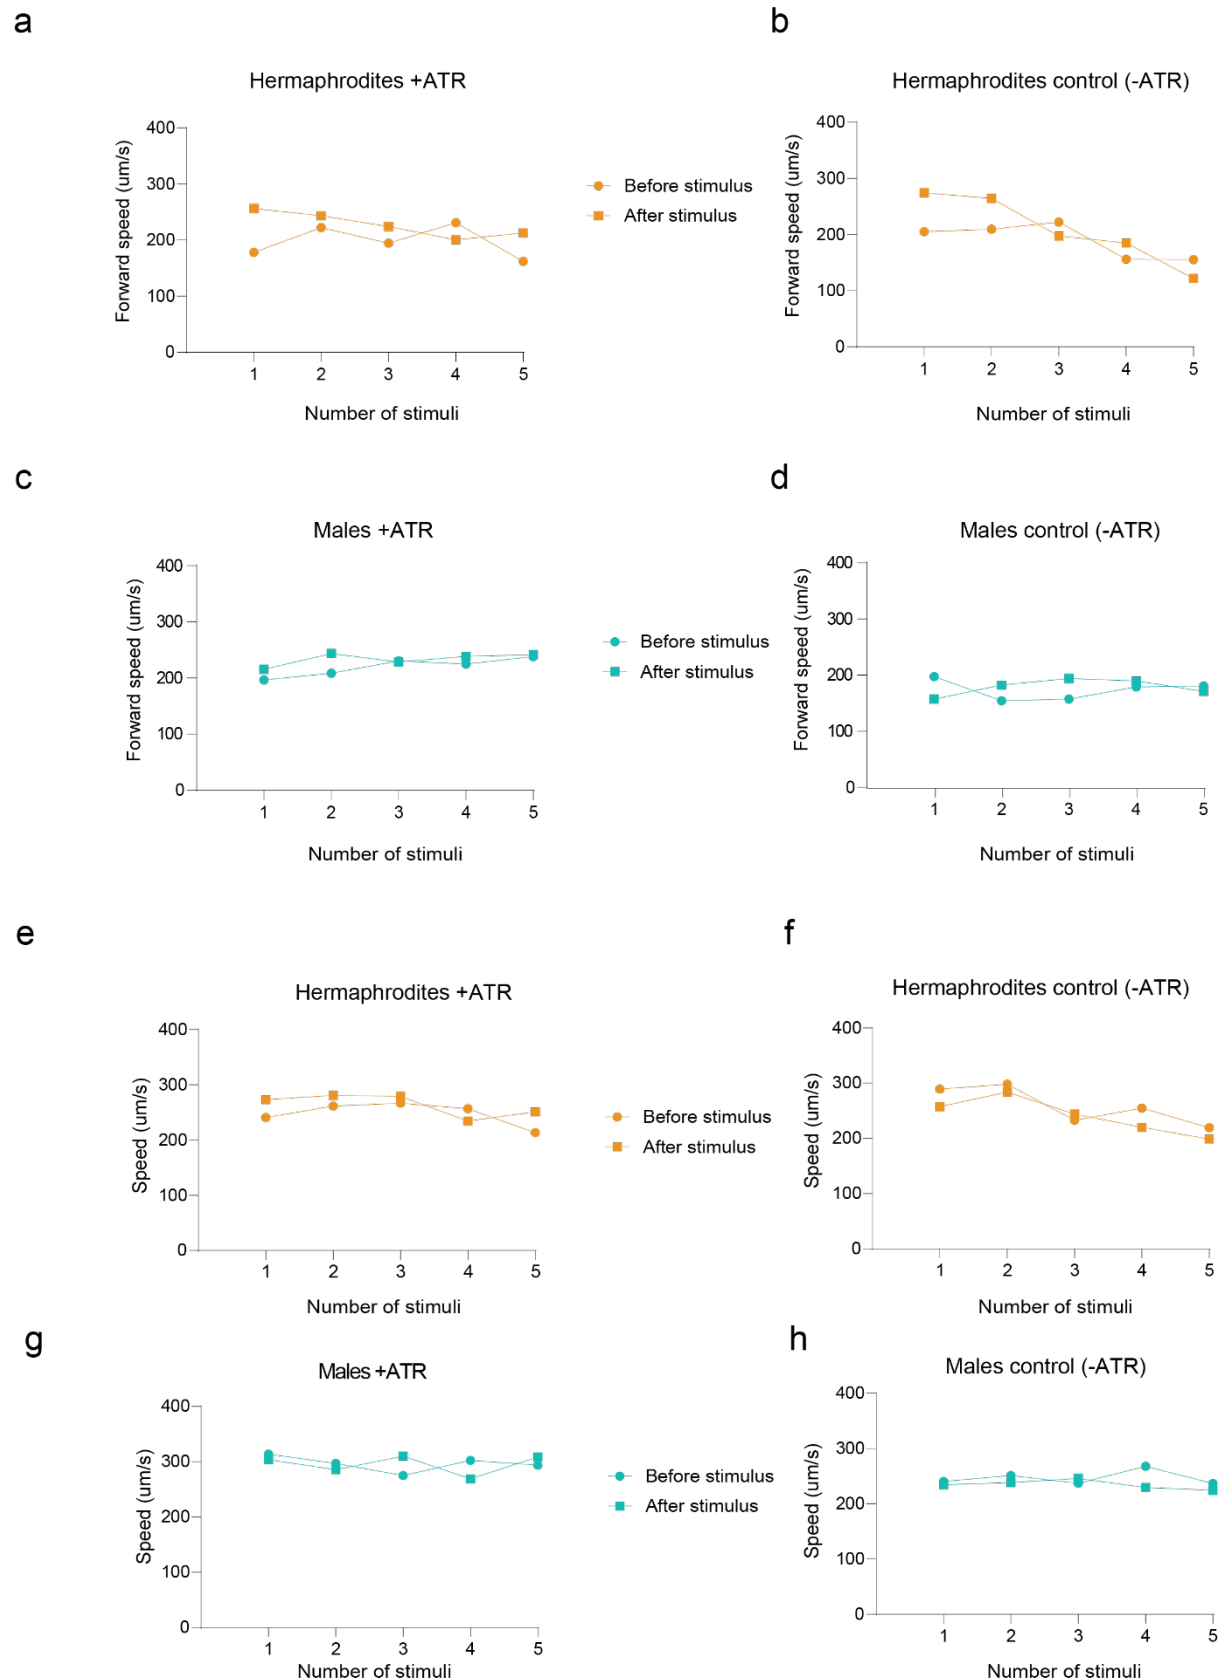 a
Hermaphrodites +ATR
400
300
200
100
0
Forward speed (um/s)
1 2 3 4 5
Number of stimuli
Before stimulus
After stimulus
b
Hermaphrodites control (-ATR)
400
300
200
100
0
Forward speed (um/s)
1 2 3 4 5
Number of stimuli
c
Males +ATR
400
300
200
100
0
Forward speed (um/s)
1 2 3 4 5
Number of stimuli
Before stimulus
After stimulus
d
Males control (-ATR)
400
300
200
100
0
Forward speed (um/s)
1 2 3 4 5
Number of stimuli
e
Hermaphrodites +ATR
400
300
200
100
0
Speed (um/s)
1 2 3 4 5
Number of stimuli
Before stimulus
After stimulus
f
Hermaphrodites control (-ATR)
400
300
200
100
0
Speed (um/s)
1 2 3 4 5
Number of stimuli
g
Males +ATR
400
300
200
100
0
Speed (um/s)
1 2 3 4 5
Number of stimuli
Before stimulus
After stimulus
h
Males control (-ATR)
400
300
200
100
0
Speed (um/s)
1 2 3 4 5
Number of stimuli